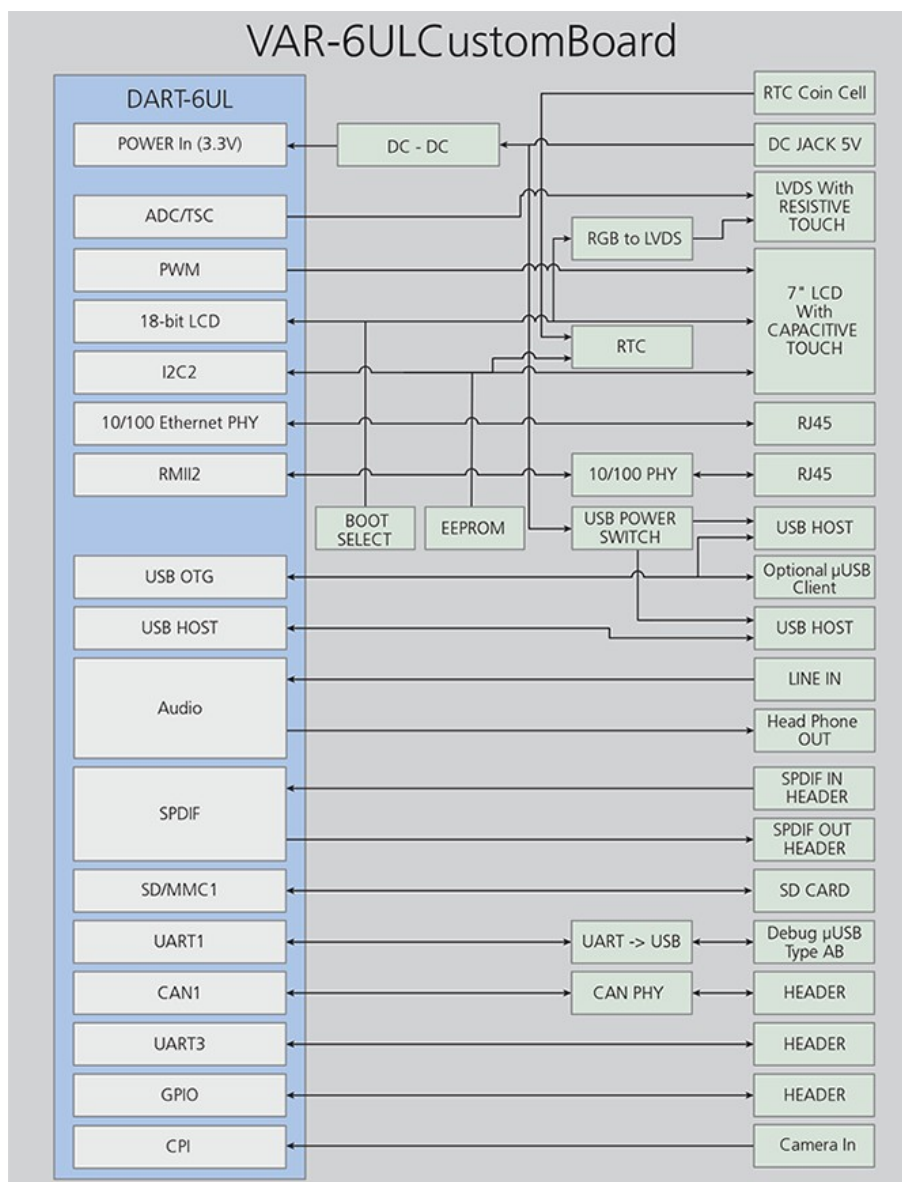 VAR-6ULCustomBoard
DART-6UL
RTC Coin Cell
POWER In (3.3V)
DC - DC
DC JACK 5V
ADC/TSC
LVDS With
RESISTIVE
TOUCH
RGB to LVDS
PWM
7" LCD
With
CAPACITIVE
TOUCH
18-bit LCD
RTC
I2C2
10/100 Ethernet PHY
RJ45
RMII2
10/100 PHY
RJ45
BOOT
SELECT
EEPROM
USB POWER
SWITCH
USB HOST
USB OTG
Optional µUSB
Client
USB HOST
USB HOST
Audio
LINE IN
Head Phone
OUT
SPDIF
SPDIF IN
HEADER
SPDIF OUT
HEADER
SD/MMC1
SD CARD
UART1
UART -> USB
Debug µUSB
Type AB
CAN1
CAN PHY
HEADER
UART3
HEADER
GPIO
HEADER
CPI
Camera In